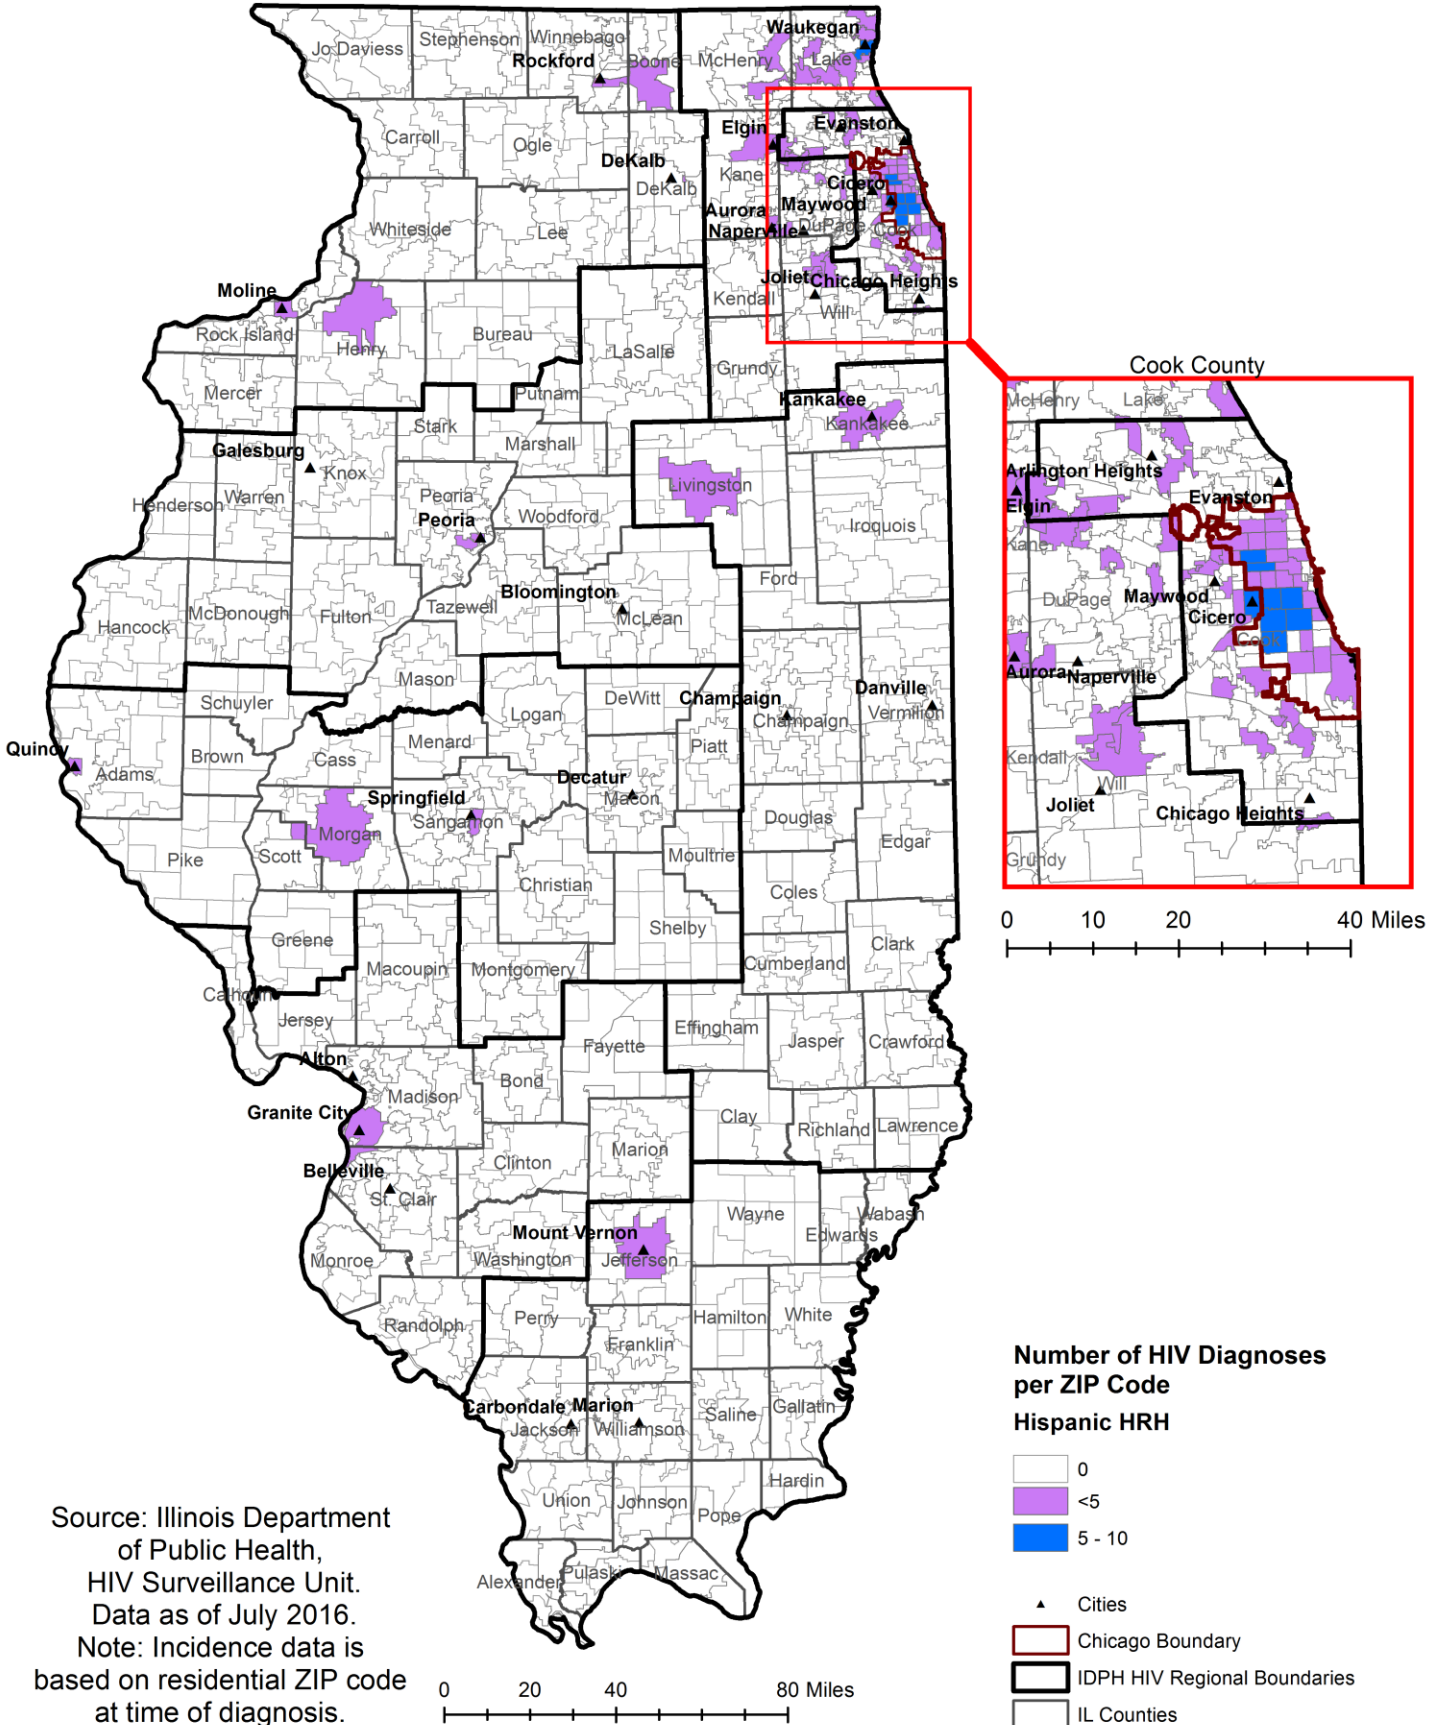 Waukegan
Jo Daviess
Stephenson
Winnebago
Rockford
Boone
McHenry
Lake
Carroll
Ogle
Elgin
Evanston
DeKalb
DeKalb
Kane
Cicero
Maywood
Aurora
Naperville
DuPage
Cook
Whiteside
Lee
Moline
Joliet
Chicago Heights
Kendall
Will
Rock Island
Henry
Bureau
LaSalle
Grundy
Mercer
Putnam
Kankakee
Kankakee
Stark
Marshall
Galesburg
Knox
Henderson
Warren
Peoria
Peoria
Livingston
Woodford
Iroquois
Ford
Bloomington
McLean
Tazewell
Hancock
McDonough
Fulton
Mason
Schuyler
Logan
DeWitt
Champaign
Champaign
Danville
Vermilion
Quincy
Adams
Brown
Cass
Menard
Piatt
Decatur
Macon
Springfield
Sangamon
Morgan
Scott
Pike
Douglas
Edgar
Moultrie
Christian
Coles
Shelby
Greene
Macoupin
Montgomery
Cumberland
Clark
Calhoun
Jersey
Effingham
Fayette
Jasper
Crawford
Alton
Madison
Bond
Granite City
Clay
Richland
Lawrence
Marion
Clinton
Belleville
St. Clair
Wayne
Edwards
Wabash
Mount Vernon
Jefferson
Washington
Monroe
Randolph
Perry
Hamilton
White
Franklin
Carbondale
Jackson
Marion
Williamson
Saline
Gallatin
Hardin
Union
Johnson
Pope
Alexander
Pulaski
Massac
Cook County
McHenry
Lake
Arlington Heights
Elgin
Evanston
Kane
DuPage
Maywood
Cicero
Cook
Aurora
Naperville
Kendall
Will
Joliet
Chicago Heights
Grundy
0 10 20 40 Miles
Number of HIV Diagnoses
per ZIP Code
Hispanic HRH
0
<5
5 - 10
Cities
Chicago Boundary
IDPH HIV Regional Boundaries
IL Counties
Source: Illinois Department
of Public Health,
HIV Surveillance Unit.
Data as of July 2016.
Note: Incidence data is
based on residential ZIP code
at time of diagnosis.
0 20 40 80 Miles